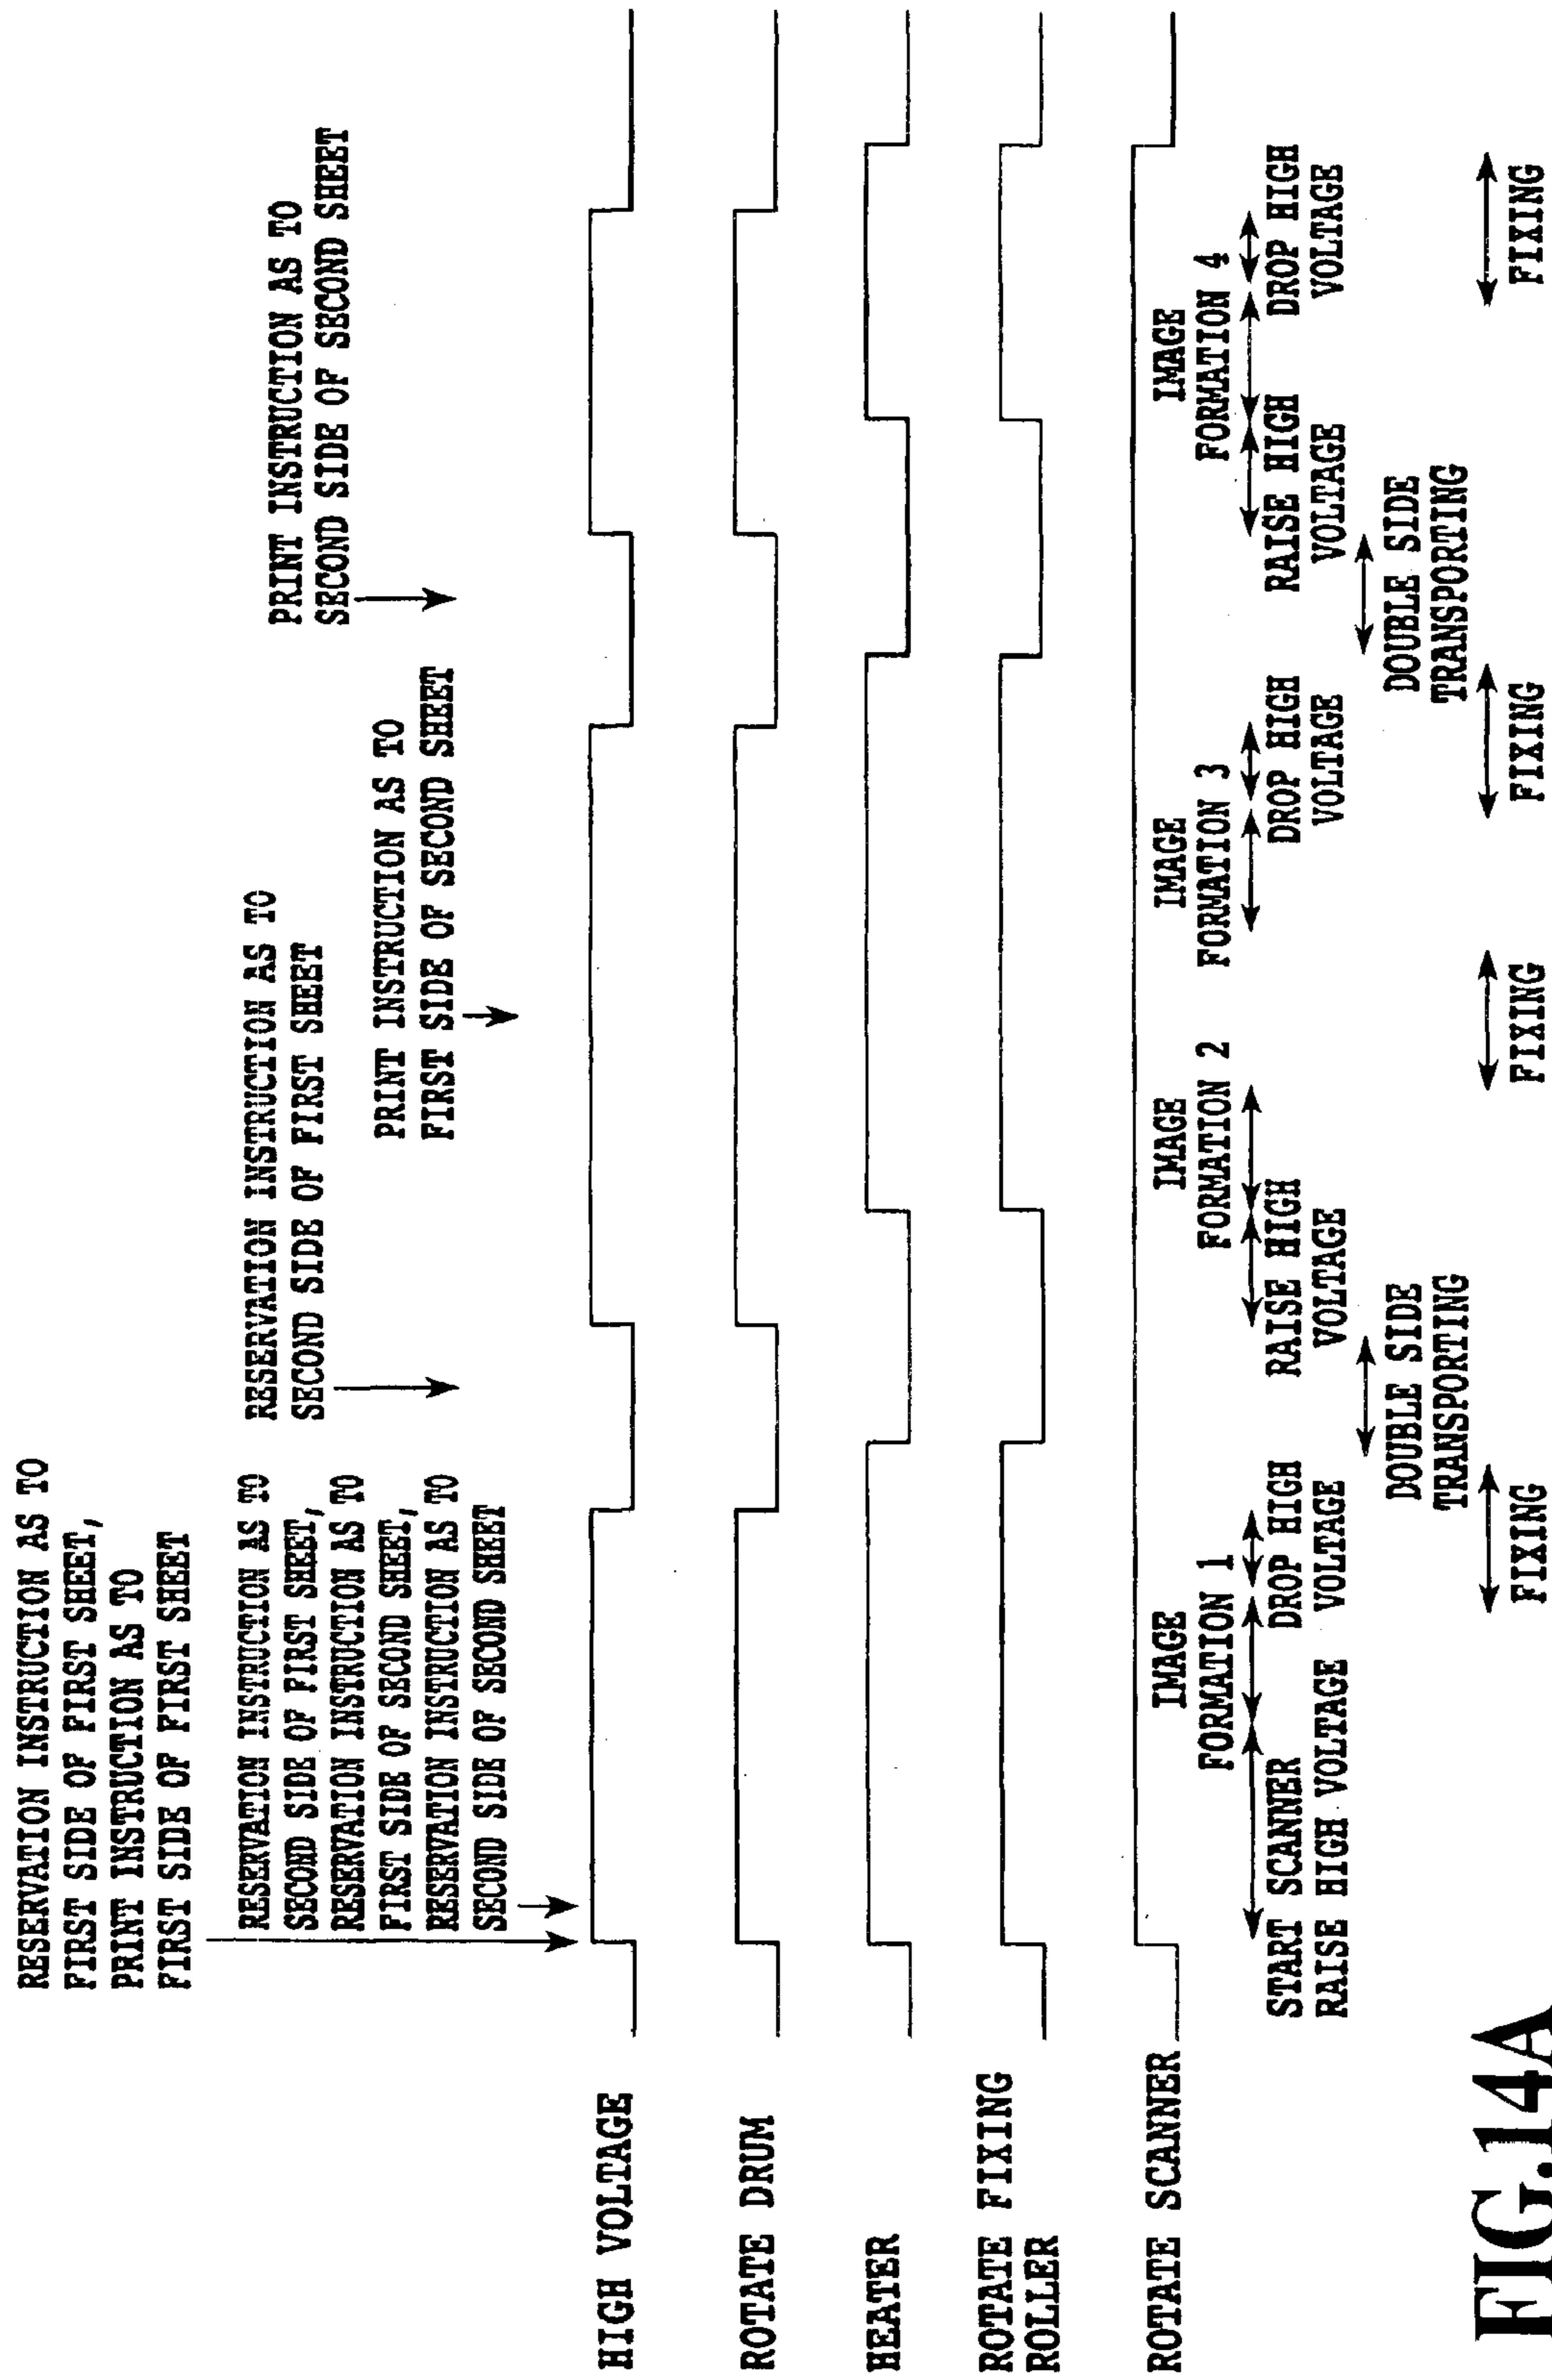 RESERVATION INSTRUCTION AS TO
FIRST SIDE OF FIRST SHEET,
PRINT INSTRUCTION AS TO
FIRST SIDE OF FIRST SHEET
RESERVATION INSTRUCTION AS TO
SECOND SIDE OF FIRST SHEET,
RESERVATION INSTRUCTION AS TO
FIRST SIDE OF SECOND SHEET,
RESERVATION INSTRUCTION AS TO
SECOND SIDE OF SECOND SHEET
RESERVATION INSTRUCTION AS TO
SECOND SIDE OF FIRST SHEET
PRINT INSTRUCTION AS TO
FIRST SIDE OF SECOND SHEET
PRINT INSTRUCTION AS TO
SECOND SIDE OF SECOND SHEET
HIGH VOLTAGE
ROTATE DRUM
HEATER
ROTATE FIXING
ROLLER
ROTATE SCANNER
START SCANNER
RAISE HIGH VOLTAGE
IMAGE
FORMATION 1
DROP HIGH
VOLTAGE
FIXING
DOUBLE SIDE
TRANSPORTING
RAISE HIGH
VOLTAGE
IMAGE
FORMATION 2
FIXING
IMAGE
FORMATION 3
DROP HIGH
VOLTAGE
FIXING
DOUBLE SIDE
TRANSPORTING
RAISE HIGH
VOLTAGE
IMAGE
FORMATION 4
DROP HIGH
VOLTAGE
FIXING
FIG.14A